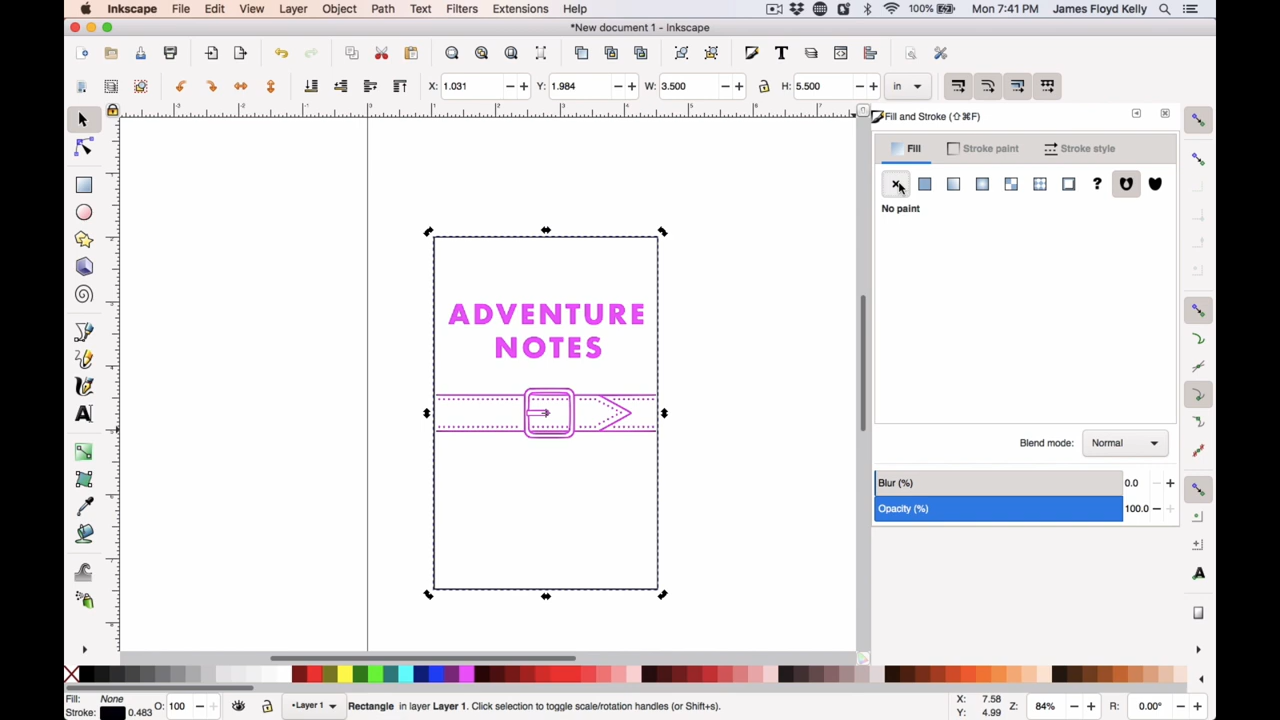 Inkscape File Edit View Layer Object Path Text Filters Extensions Help 100% Mon 7:41 PM James Floyd Kelly
*New document 1 - Inkscape
X: 1.031 Y: 1.984 W: 3.500 H: 5.500 in
Fill and Stroke (⇧⌘F)
Fill Stroke paint Stroke style
No paint
ADVENTURE
NOTES
Blend mode: Normal
Blur (%) 0.0
Opacity (%) 100.0
Fill: None O: 100 •Layer 1 Rectangle in layer Layer 1. Click selection to toggle scale/rotation handles (or Shift+s). X: 7.58 Z: 84% R: 0.00°
Stroke: 0.483 Y: 4.99